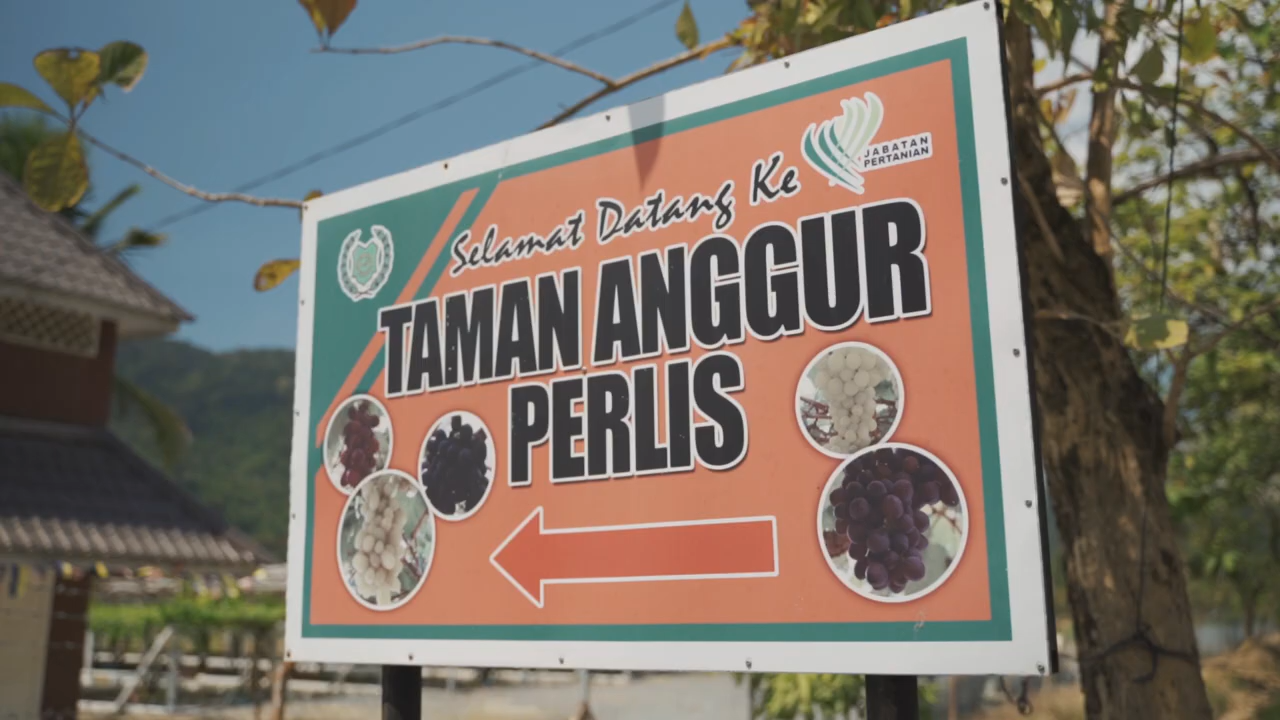 JABATAN
PERTANIAN
Selamat Datang Ke
TAMAN ANGGUR
PERLIS